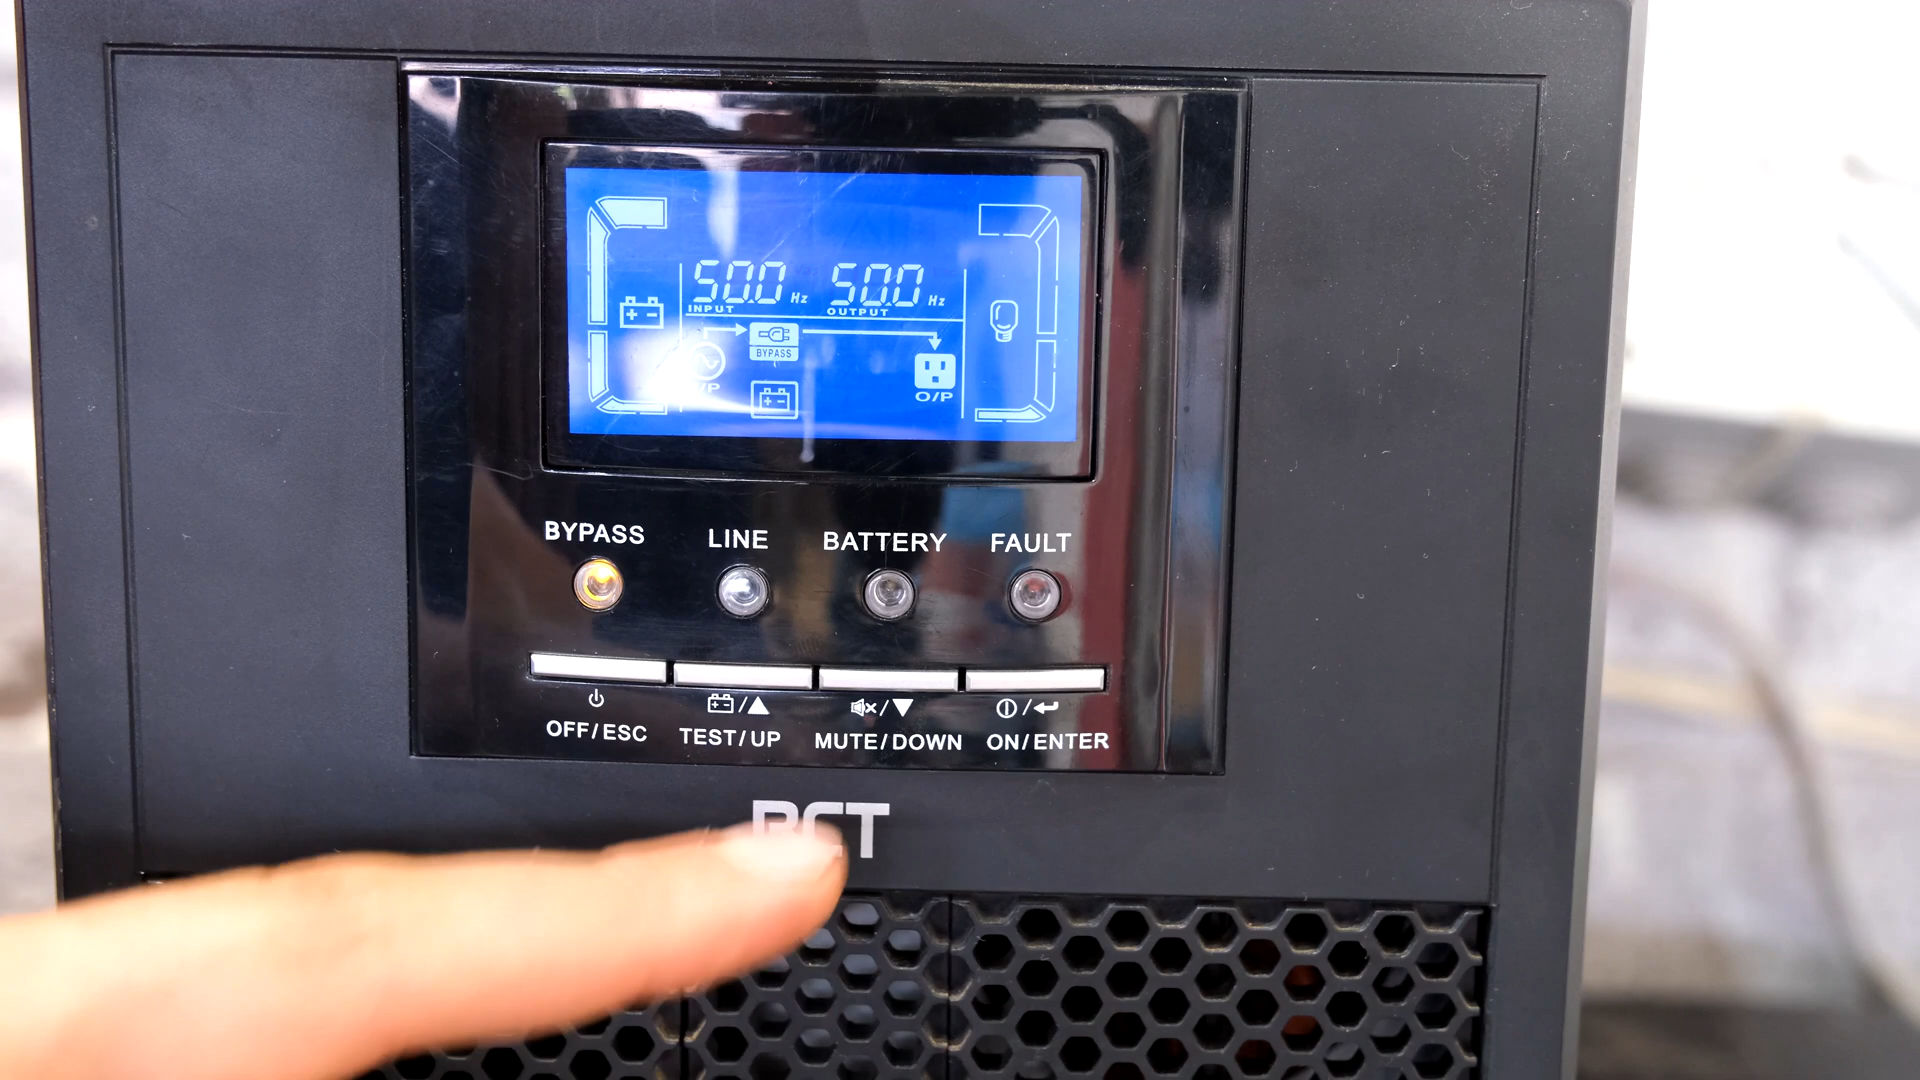 50.0 Hz 50.0 Hz
INPUT OUTPUT
BYPASS
/P
O/P
BYPASS LINE BATTERY FAULT
OFF/ESC TEST/UP MUTE/DOWN ON/ENTER
RCT